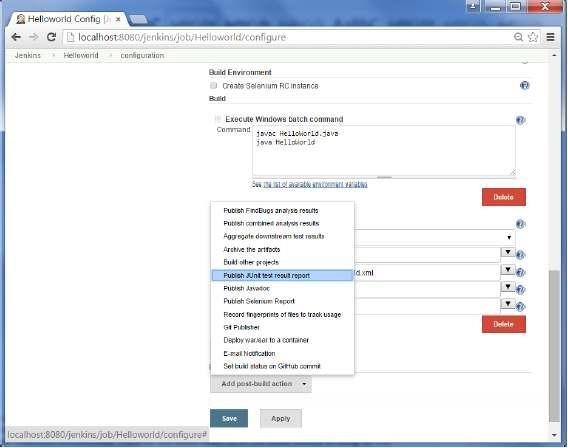 Helloworld Config [J
localhost:8080/jenkins/job/Helloworld/configure
Jenkins
Helloworld
configuration
Build Environment
Create Selenium RC instance
Build
Execute Windows batch command
Command
javac HelloWorld.java
java HelloWorld
See the list of available environment variables
Delete
Publish FindBugs analysis results
Publish combined analysis results
Aggregate downstream test results
Archive the artifacts
Build other projects
Publish JUnit test result report
ld.xml
Publish Javadoc
Publish Selenium Report
Record fingerprints of files to track usage
Git Publisher
Delete
Deploy war/ear to a container
E-mail Notification
Set build status on GitHub commit
Add post-build action
Save
Apply
localhost:8080/jenkins/job/Helloworld/configure#